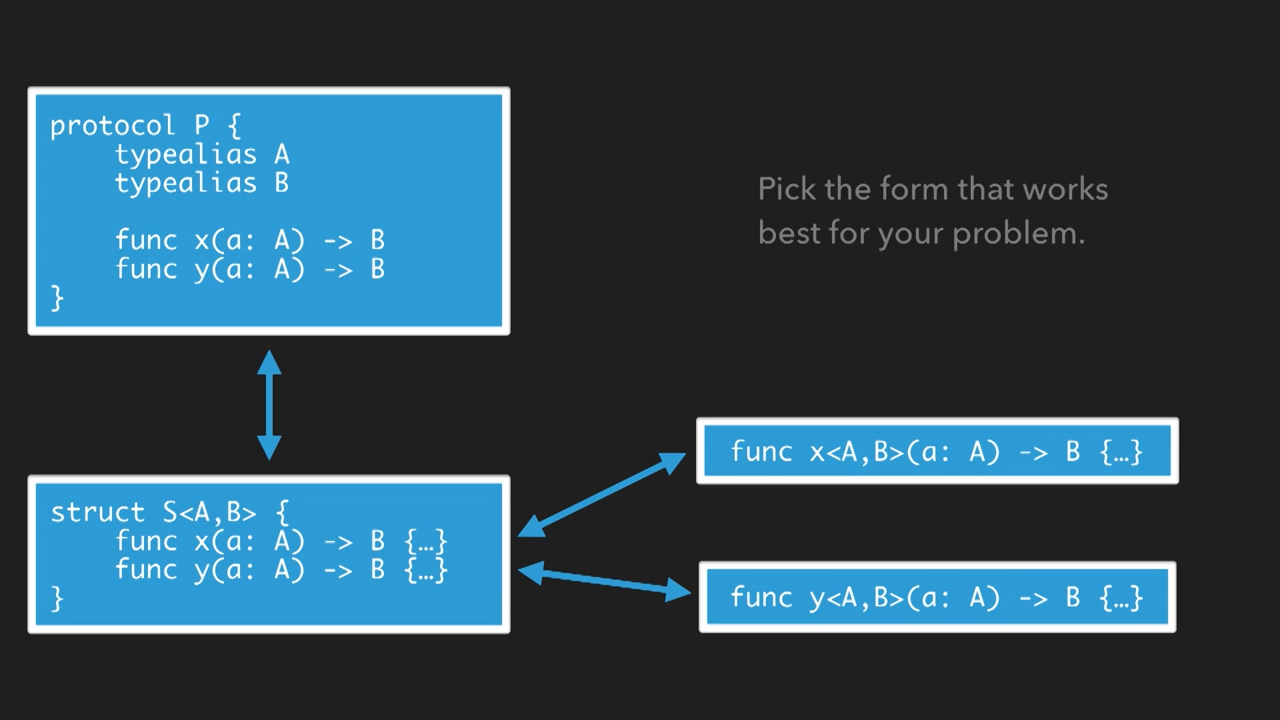 protocol P {
    typealias A
    typealias B

    func x(a: A) -> B
    func y(a: A) -> B
}
Pick the form that works
best for your problem.
struct S<A,B> {
    func x(a: A) -> B {…}
    func y(a: A) -> B {…}
}
func x<A,B>(a: A) -> B {…}
func y<A,B>(a: A) -> B {…}